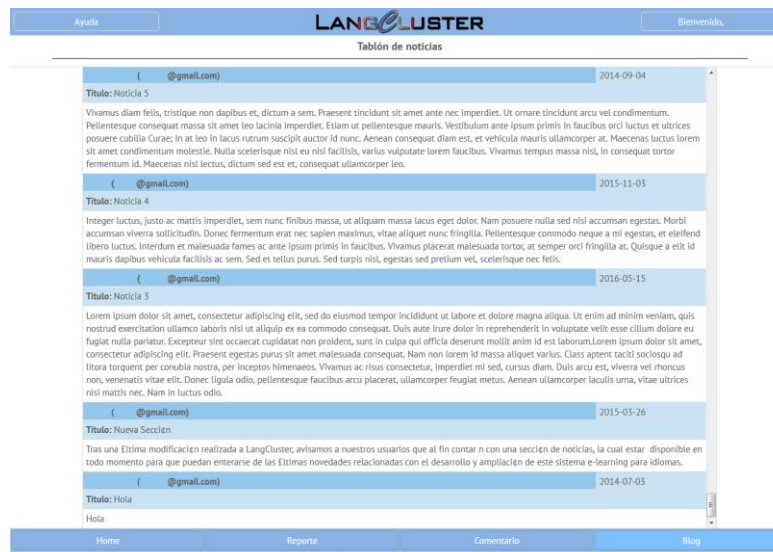 Ayuda
LANGCLUSTER
Bienvenido,
Tablón de noticias
( @gmail.com) 2014-09-04
Título: Noticia 5
Vivamus diam felis, tristique non dapibus et, dictum a sem. Praesent tincidunt sit amet ante nec imperdiet. Ut ornare tincidunt arcu vel condimentum.
Pellentesque consequat massa sit amet leo lacinia imperdiet. Etiam ut pellentesque mauris. Vestibulum ante ipsum primis in faucibus orci luctus et ultrices
posuere cubilia Curae; in at leo in lacus rutrum suscipit auctor id nunc. Aenean consequat diam est, et vehicula mauris ullamcorper at. Maecenas luctus lorem
sit amet condimentum molestie. Nulla scelerisque nisl eu nisi facilisis, varius vulputate lorem faucibus. Vivamus tempus massa nisl, in consequat tortor
fermentum id. Maecenas nisl lectus, dictum sed est et, consequat ullamcorper leo.
( @gmail.com) 2015-11-03
Título: Noticia 4
Integer luctus, justo ac mattis imperdiet, sem nunc finibus massa, ut aliquam massa lacus eget dolor. Nam posuere nulla sed nisi accumsan egestas. Morbi
accumsan viverra sollicitudin. Donec fermentum erat nec sapien maximus, vitae aliquet nunc fringilla. Pellentesque commodo neque a mi egestas, et eleifend
libero luctus. Interdum et malesuada fames ac ante ipsum primis in faucibus. Vivamus placerat malesuada tortor, at semper orci fringilla at. Quisque a elit id
mauris dapibus vehicula facilisis ac sem. Sed et tellus purus. Sed turpis nisl, egestas sed pretium vel, scelerisque nec felis.
( @gmail.com) 2016-05-15
Título: Noticia 3
Lorem ipsum dolor sit amet, consectetur adipiscing elit, sed do eiusmod tempor incididunt ut labore et dolore magna aliqua. Ut enim ad minim veniam, quis
nostrud exercitation ullamco laboris nisi ut aliquip ex ea commodo consequat. Duis aute irure dolor in reprehenderit in voluptate velit esse cillum dolore eu
fugiat nulla pariatur. Excepteur sint occaecat cupidatat non proident, sunt in culpa qui officia deserunt mollit anim id est laborum.Lorem ipsum dolor sit amet,
consectetur adipiscing elit. Praesent egestas purus sit amet malesuada consequat. Nam non lorem id massa aliquet varius. Class aptent taciti sociosqu ad
litora torquent per conubia nostra, per inceptos himenaeos. Vivamus ac risus consectetur, imperdiet mi sed, cursus diam. Duis arcu est, viverra vel rhoncus
non, venenatis vitae elit. Donec ligula odio, pellentesque faucibus arcu placerat, ullamcorper feugiat metus. Aenean ullamcorper iaculis urna, vitae ultrices
nisi mattis nec. Nam in luctus odio.
( @gmail.com) 2015-03-26
Título: Nueva Secci¢n
Tras una £ltima modificaci¢n realizada a LangCluster, avisamos a nuestros usuarios que al fin contar n con una secci¢n de noticias, la cual estar disponible en
todo momento para que puedan enterarse de las £ltimas novedades relacionadas con el desarrollo y ampliaci¢n de este sistema e-learning para idiomas.
( @gmail.com) 2014-07-03
Título: Hola
Hola
Home Reporte Comentario Blog